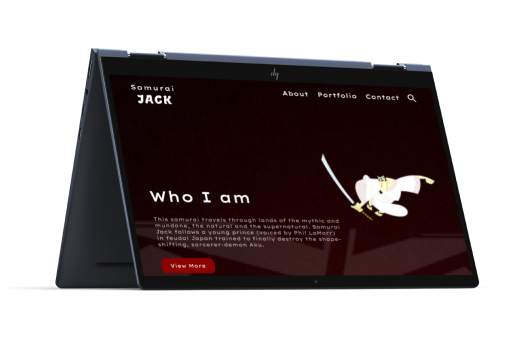 hp
Samurai
JACK
About Portfolio Contact
Who I am
This samurai travels through lands of the mythic and
mundane, the natural and the supernatural. Samurai
Jack follows a young prince (voiced by Phil LaMarr)
in feudal Japan trained to finally destroy the shape-
shifting, sorcerer-demon Aku.
View More